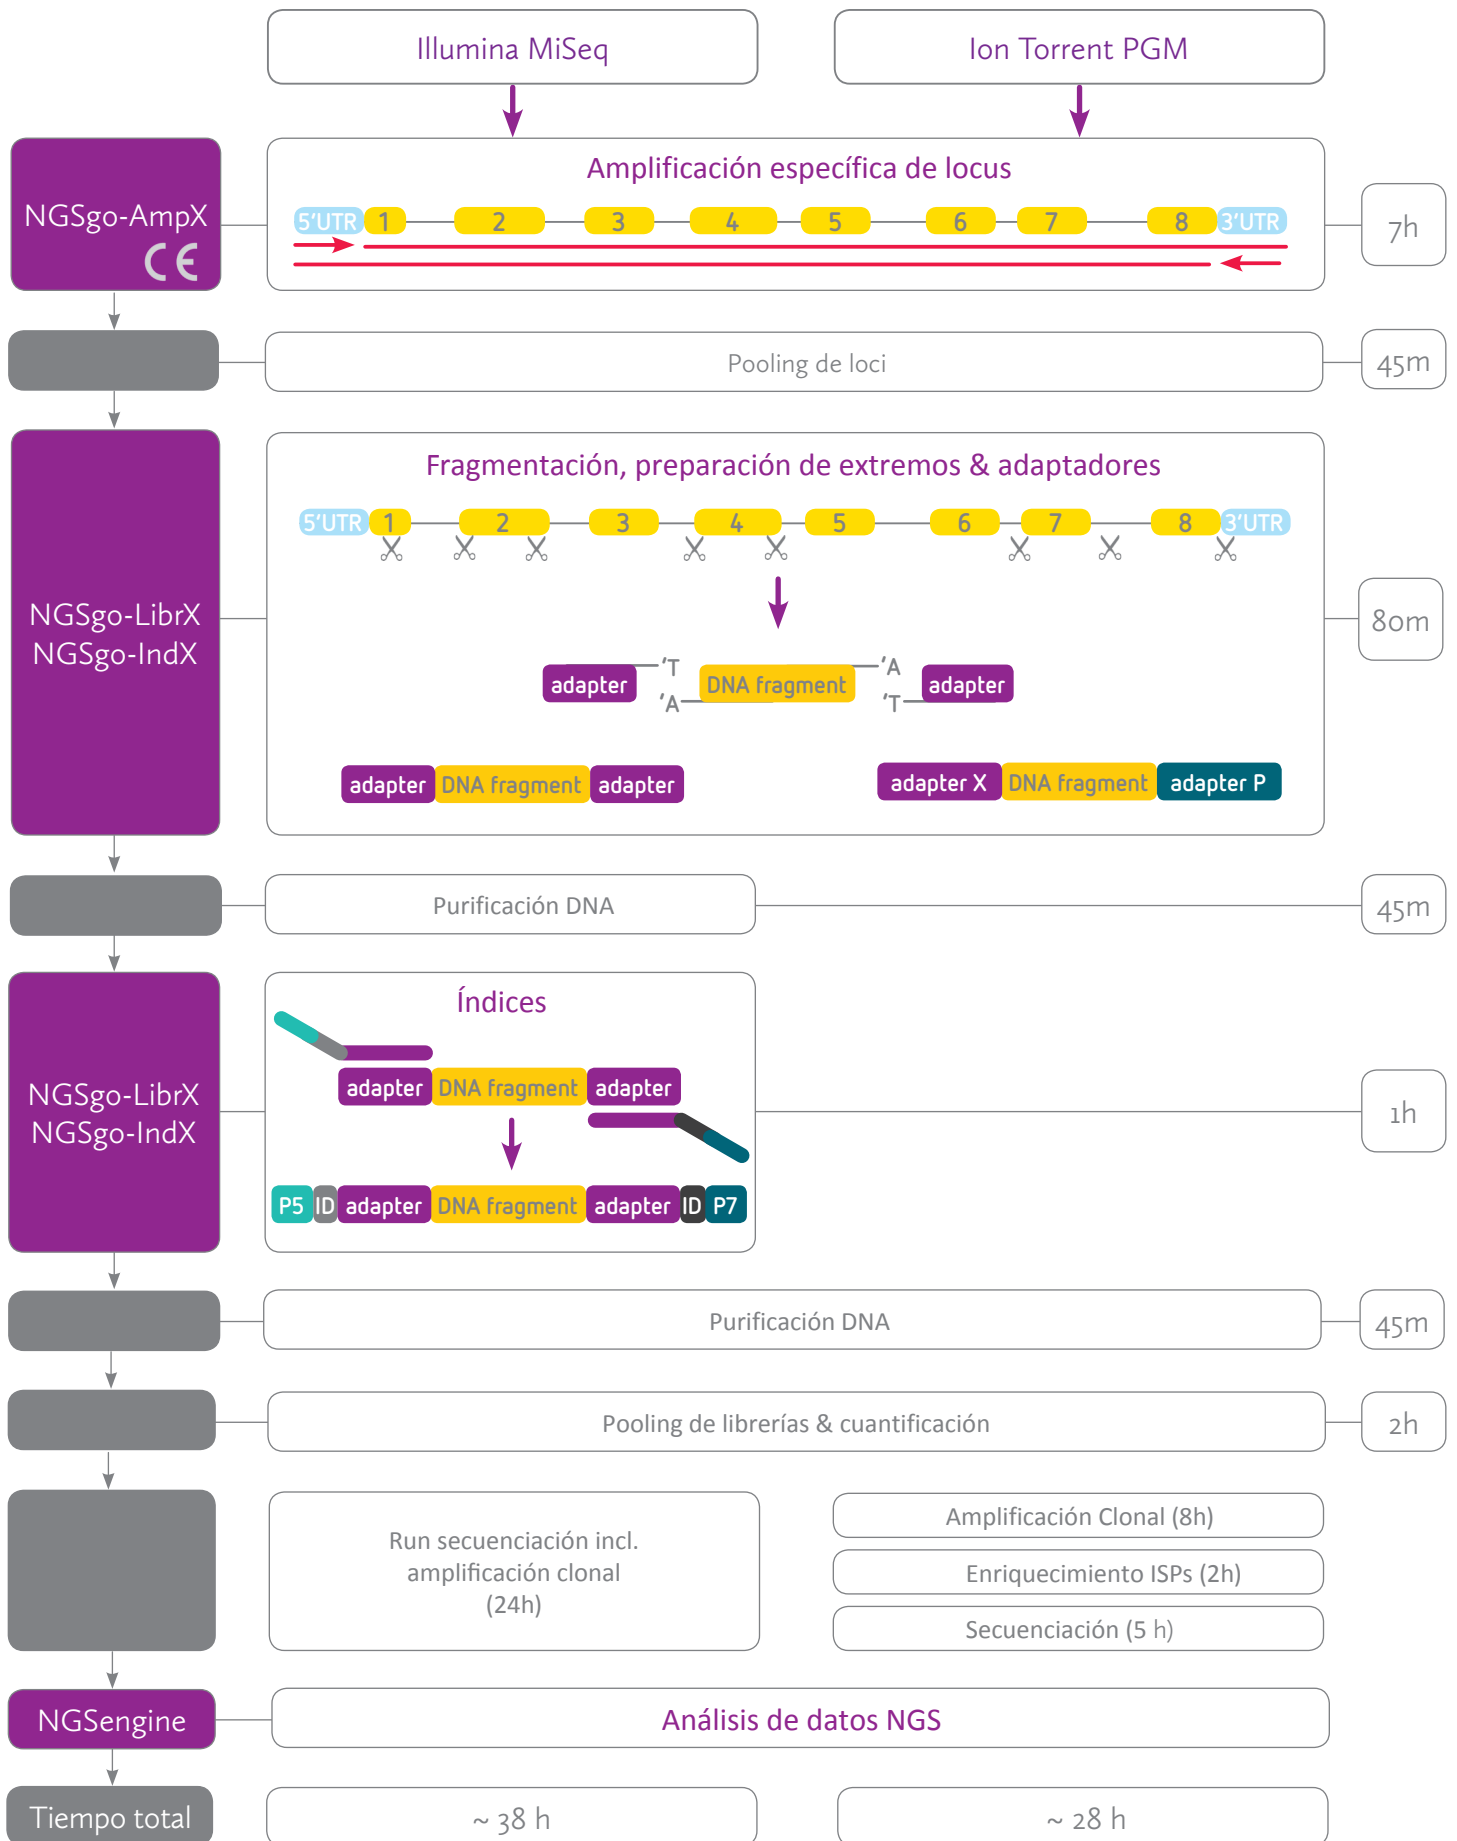 Illumina MiSeq
Ion Torrent PGM
NGSgo-AmpX
CE
Amplificación específica de locus
5'UTR 1 2 3 4 5 6 7 8 3'UTR
7h
Pooling de loci
45m
NGSgo-LibrX
NGSgo-IndX
Fragmentación, preparación de extremos & adaptadores
5'UTR 1 2 3 4 5 6 7 8 3'UTR
80m
adapter 'T
'A DNA fragment 'A
'T adapter
adapter DNA fragment adapter
adapter X DNA fragment adapter P
Purificación DNA
45m
NGSgo-LibrX
NGSgo-IndX
Índices
adapter DNA fragment adapter
P5 ID adapter DNA fragment adapter ID P7
1h
Purificación DNA
45m
Pooling de librerías & cuantificación
2h
Run secuenciación incl.
amplificación clonal
(24h)
Amplificación Clonal (8h)
Enriquecimiento ISPs (2h)
Secuenciación (5 h)
NGSengine
Análisis de datos NGS
Tiempo total
~ 38 h
~ 28 h